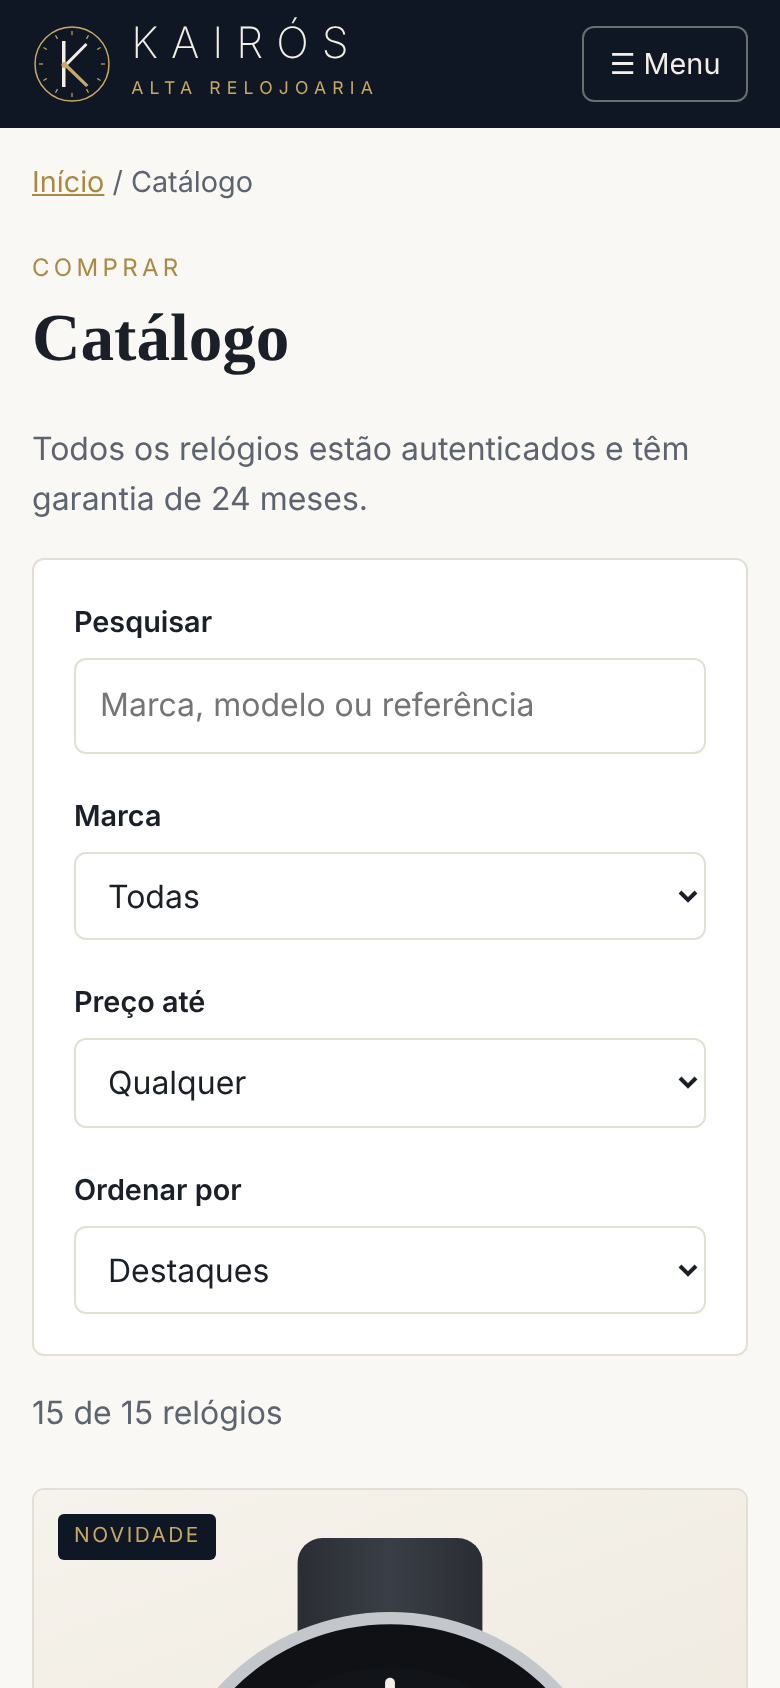 KAIRÓS
ALTA RELOJOARIA
☰ Menu
Início / Catálogo
COMPRAR
Catálogo
Todos os relógios estão autenticados e têm
garantia de 24 meses.
Pesquisar
Marca, modelo ou referência
Marca
Todas
Preço até
Qualquer
Ordenar por
Destaques
15 de 15 relógios
NOVIDADE